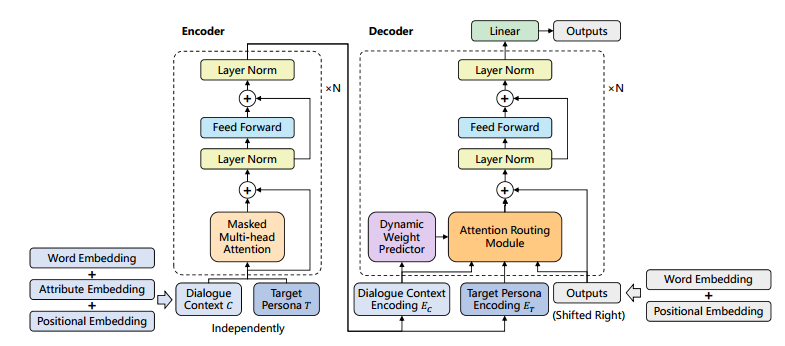 Encoder
Decoder
Linear
Outputs
Layer Norm
×N
+
Feed Forward
Layer Norm
+
Masked
Multi-head
Attention
Word Embedding
+
Attribute Embedding
+
Positional Embedding
Dialogue
Context C
Target
Persona T
Independently
Layer Norm
×N
+
Feed Forward
Layer Norm
+
Dynamic
Weight
Predictor
Attention Routing
Module
Dialogue Context
Encoding E_C
Target Persona
Encoding E_T
Outputs
(Shifted Right)
Word Embedding
+
Positional Embedding